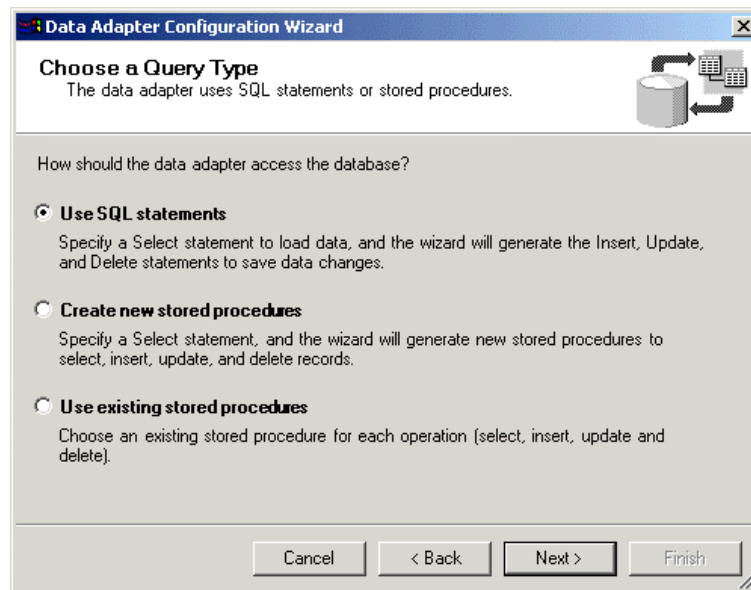 Data Adapter Configuration Wizard
Choose a Query Type
The data adapter uses SQL statements or stored procedures.
How should the data adapter access the database?
Use SQL statements
Specify a Select statement to load data, and the wizard will generate the Insert, Update,
and Delete statements to save data changes.
Create new stored procedures
Specify a Select statement, and the wizard will generate new stored procedures to
select, insert, update, and delete records.
Use existing stored procedures
Choose an existing stored procedure for each operation (select, insert, update and
delete).
Cancel
< Back
Next >
Finish